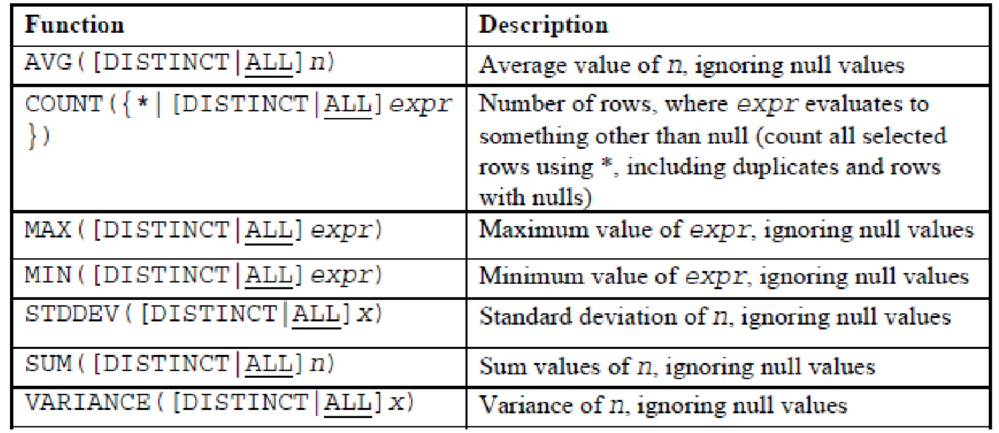 Function Description
AVG([DISTINCT|ALL]n) Average value of n, ignoring null values
COUNT({*|[DISTINCT|ALL]expr
})
Number of rows, where expr evaluates to
something other than null (count all selected
rows using *, including duplicates and rows
with nulls)
MAX([DISTINCT|ALL]expr) Maximum value of expr, ignoring null values
MIN([DISTINCT|ALL]expr) Minimum value of expr, ignoring null values
STDDEV([DISTINCT|ALL]x) Standard deviation of n, ignoring null values
SUM([DISTINCT|ALL]n) Sum values of n, ignoring null values
VARIANCE([DISTINCT|ALL]x) Variance of n, ignoring null values